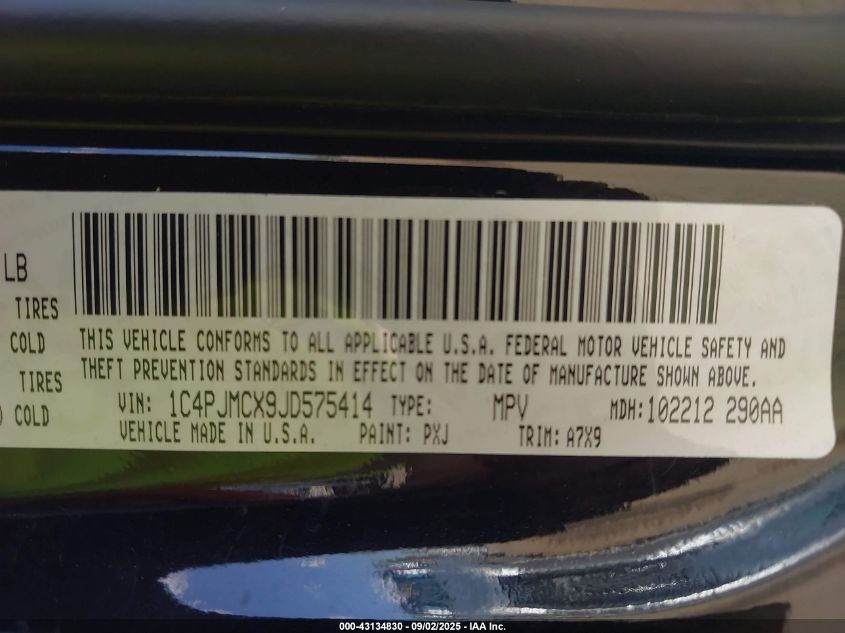 LB
TIRES
COLD
TIRES
COLD
THIS VEHICLE CONFORMS TO ALL APPLICABLE U.S.A. FEDERAL MOTOR VEHICLE SAFETY AND
THEFT PREVENTION STANDARDS IN EFFECT ON THE DATE OF MANUFACTURE SHOWN ABOVE.
VIN: 1C4PJMCX9JD575414 TYPE: MPV MDH: 102212 290AA
VEHICLE MADE IN U.S.A. PAINT: PXJ TRIM: A7X9
000-43134830 - 09/02/2025 - IAA Inc.